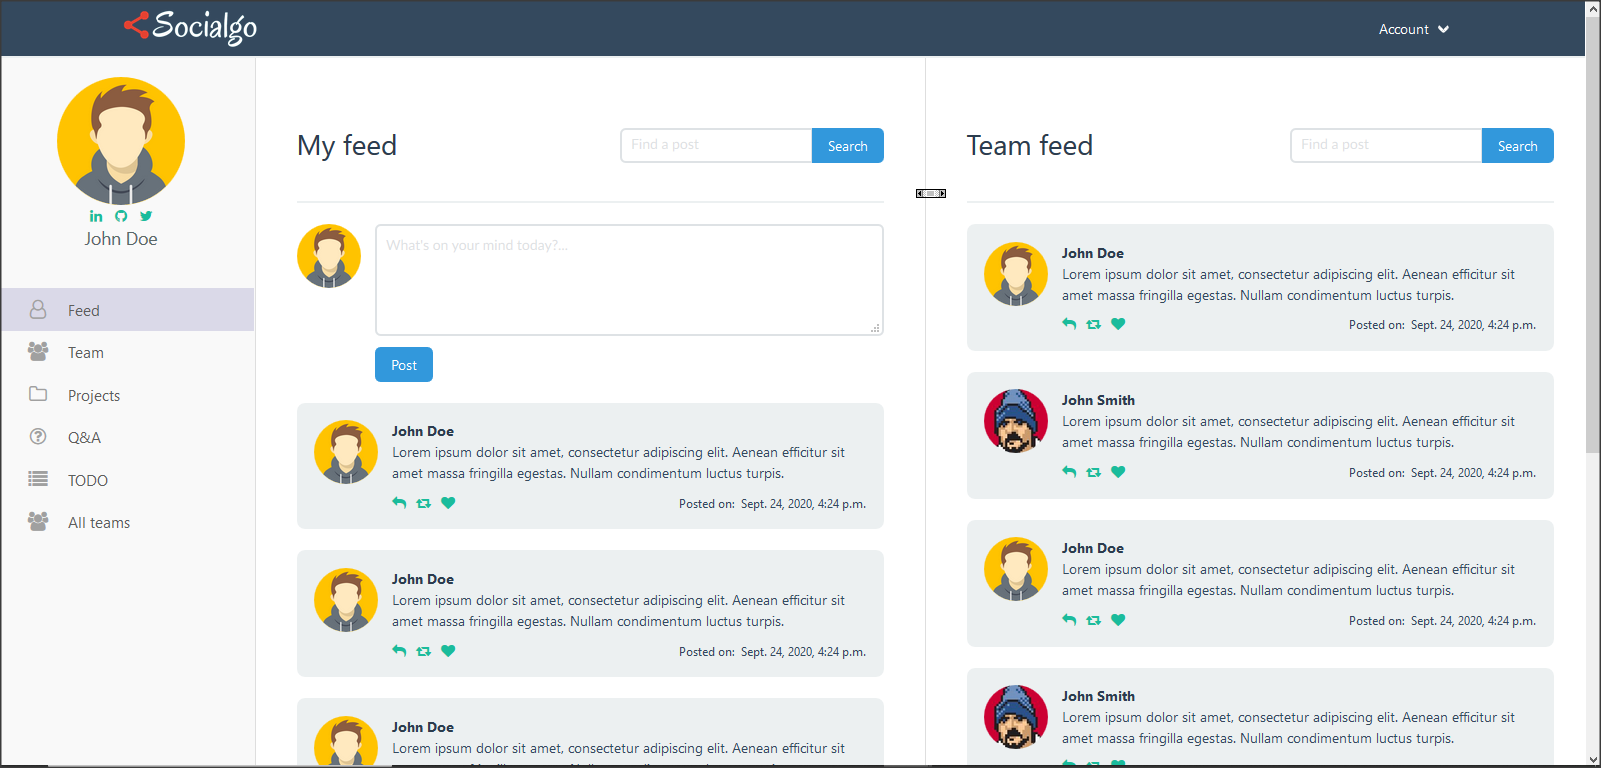 Socialgo
Account
John Doe
Feed
Team
Projects
Q&A
TODO
All teams
My feed
Find a post
Search
What's on your mind today?...
Post
John Doe
Lorem ipsum dolor sit amet, consectetur adipiscing elit. Aenean efficitur sit
amet massa fringilla egestas. Nullam condimentum luctus turpis.
Posted on: Sept. 24, 2020, 4:24 p.m.
John Doe
Lorem ipsum dolor sit amet, consectetur adipiscing elit. Aenean efficitur sit
amet massa fringilla egestas. Nullam condimentum luctus turpis.
Posted on: Sept. 24, 2020, 4:24 p.m.
John Doe
Lorem ipsum dolor sit amet, consectetur adipiscing elit. Aenean efficitur sit
Team feed
Find a post
Search
John Doe
Lorem ipsum dolor sit amet, consectetur adipiscing elit. Aenean efficitur sit
amet massa fringilla egestas. Nullam condimentum luctus turpis.
Posted on: Sept. 24, 2020, 4:24 p.m.
John Smith
Lorem ipsum dolor sit amet, consectetur adipiscing elit. Aenean efficitur sit
amet massa fringilla egestas. Nullam condimentum luctus turpis.
Posted on: Sept. 24, 2020, 4:24 p.m.
John Doe
Lorem ipsum dolor sit amet, consectetur adipiscing elit. Aenean efficitur sit
amet massa fringilla egestas. Nullam condimentum luctus turpis.
Posted on: Sept. 24, 2020, 4:24 p.m.
John Smith
Lorem ipsum dolor sit amet, consectetur adipiscing elit. Aenean efficitur sit
amet massa fringilla egestas. Nullam condimentum luctus turpis.